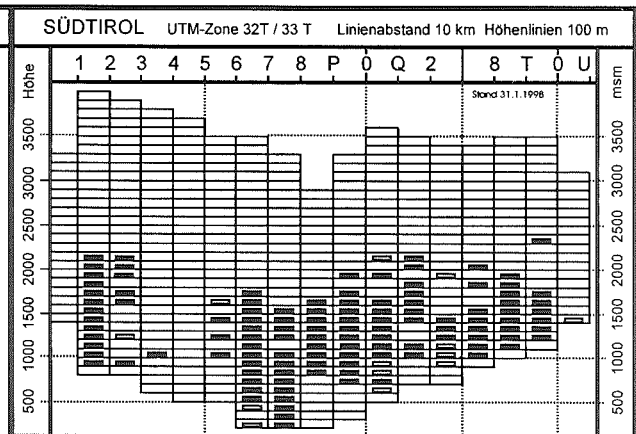 SÜDTIROL UTM-Zone 32T / 33 T Linienabstand 10 km Höhenlinien 100 m
Höhe 1 2 3 4 5 6 7 8 P 0 Q 2 8 T 0 U msm
Stand 31.1.1998
3500 3500
3000 3000
2500 2500
2000 2000
1500 1500
1000 1000
500 500